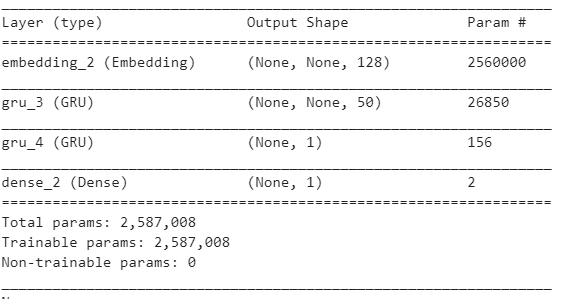 Layer (type) Output Shape Param #
embedding_2 (Embedding) (None, None, 128) 2560000
gru_3 (GRU) (None, None, 50) 26850
gru_4 (GRU) (None, 1) 156
dense_2 (Dense) (None, 1) 2
Total params: 2,587,008
Trainable params: 2,587,008
Non-trainable params: 0